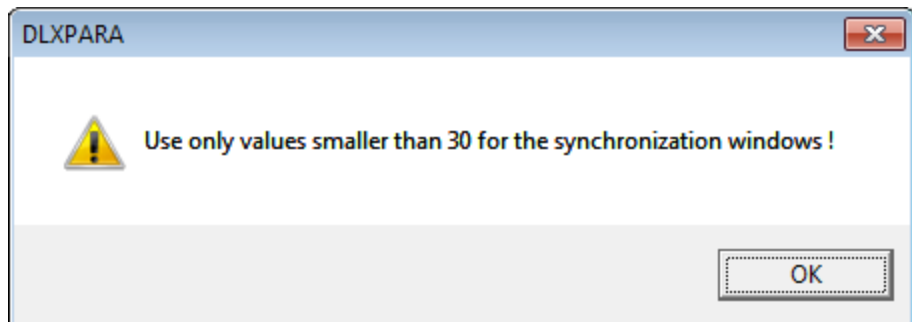 DLXPARA
Use only values smaller than 30 for the synchronization windows !
OK